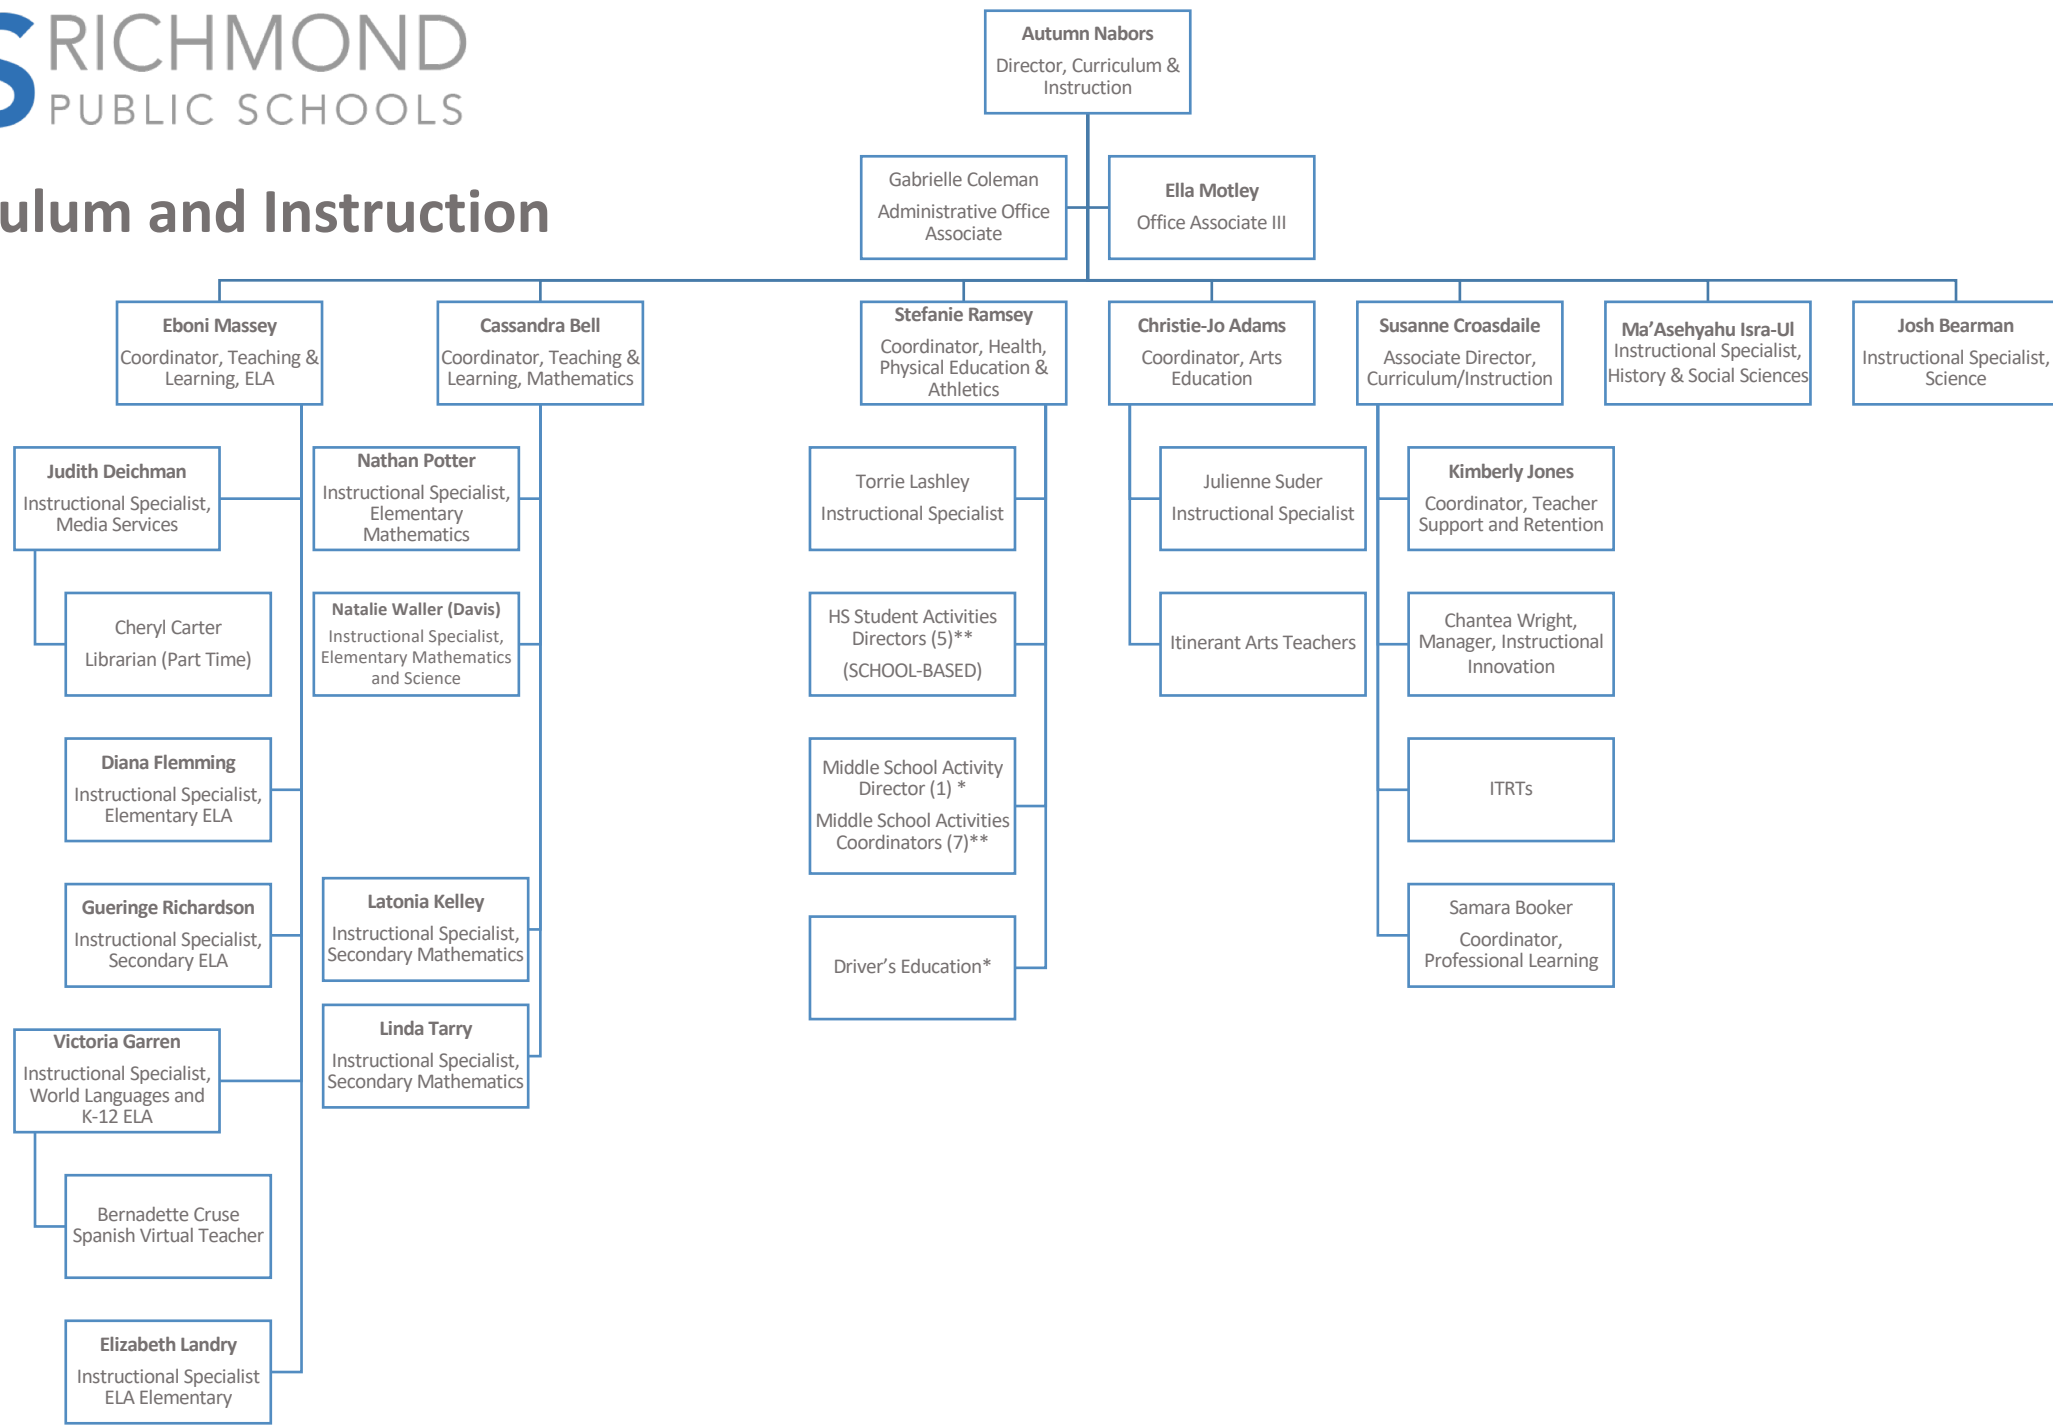 S RICHMOND
PUBLIC SCHOOLS
ulum and Instruction
Autumn Nabors
Director, Curriculum &
Instruction
Gabrielle Coleman
Administrative Office
Associate
Ella Motley
Office Associate III
Eboni Massey
Coordinator, Teaching &
Learning, ELA
Cassandra Bell
Coordinator, Teaching &
Learning, Mathematics
Stefanie Ramsey
Coordinator, Health,
Physical Education &
Athletics
Christie-Jo Adams
Coordinator, Arts
Education
Susanne Croasdaile
Associate Director,
Curriculum/Instruction
Ma’Asehyahu Isra-Ul
Instructional Specialist,
History & Social Sciences
Josh Bearman
Instructional Specialist,
Science
Judith Deichman
Instructional Specialist,
Media Services
Cheryl Carter
Librarian (Part Time)
Diana Flemming
Instructional Specialist,
Elementary ELA
Gueringe Richardson
Instructional Specialist,
Secondary ELA
Victoria Garren
Instructional Specialist,
World Languages and
K-12 ELA
Bernadette Cruse
Spanish Virtual Teacher
Elizabeth Landry
Instructional Specialist
ELA Elementary
Nathan Potter
Instructional Specialist,
Elementary
Mathematics
Natalie Waller (Davis)
Instructional Specialist,
Elementary Mathematics
and Science
Latonia Kelley
Instructional Specialist,
Secondary Mathematics
Linda Tarry
Instructional Specialist,
Secondary Mathematics
Torrie Lashley
Instructional Specialist
HS Student Activities
Directors (5)**
(SCHOOL-BASED)
Middle School Activity
Director (1) *
Middle School Activities
Coordinators (7)**
Driver’s Education*
Julienne Suder
Instructional Specialist
Itinerant Arts Teachers
Kimberly Jones
Coordinator, Teacher
Support and Retention
Chantea Wright,
Manager, Instructional
Innovation
ITRTs
Samara Booker
Coordinator,
Professional Learning